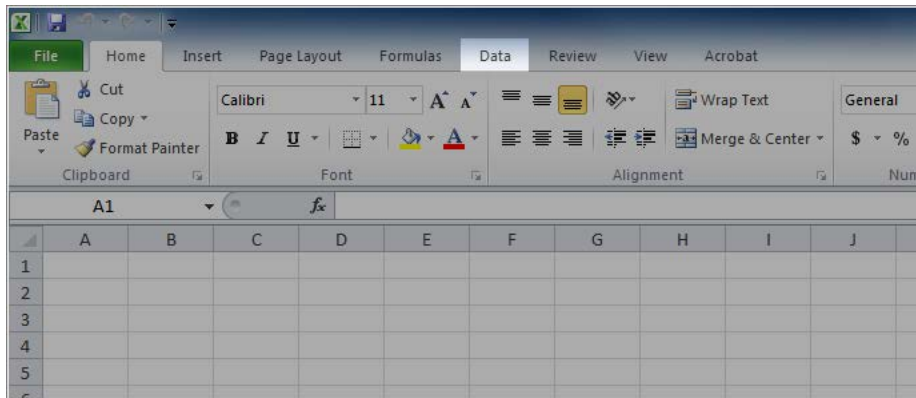 File Home Insert Page Layout Formulas Data Review View Acrobat
Cut
Copy
Format Painter
Paste
Calibri 11 A A
B I U A
Wrap Text
Merge & Center
General
$ %
Clipboard Font Alignment Num
A1 fx
A B C D E F G H I J
1
2
3
4
5